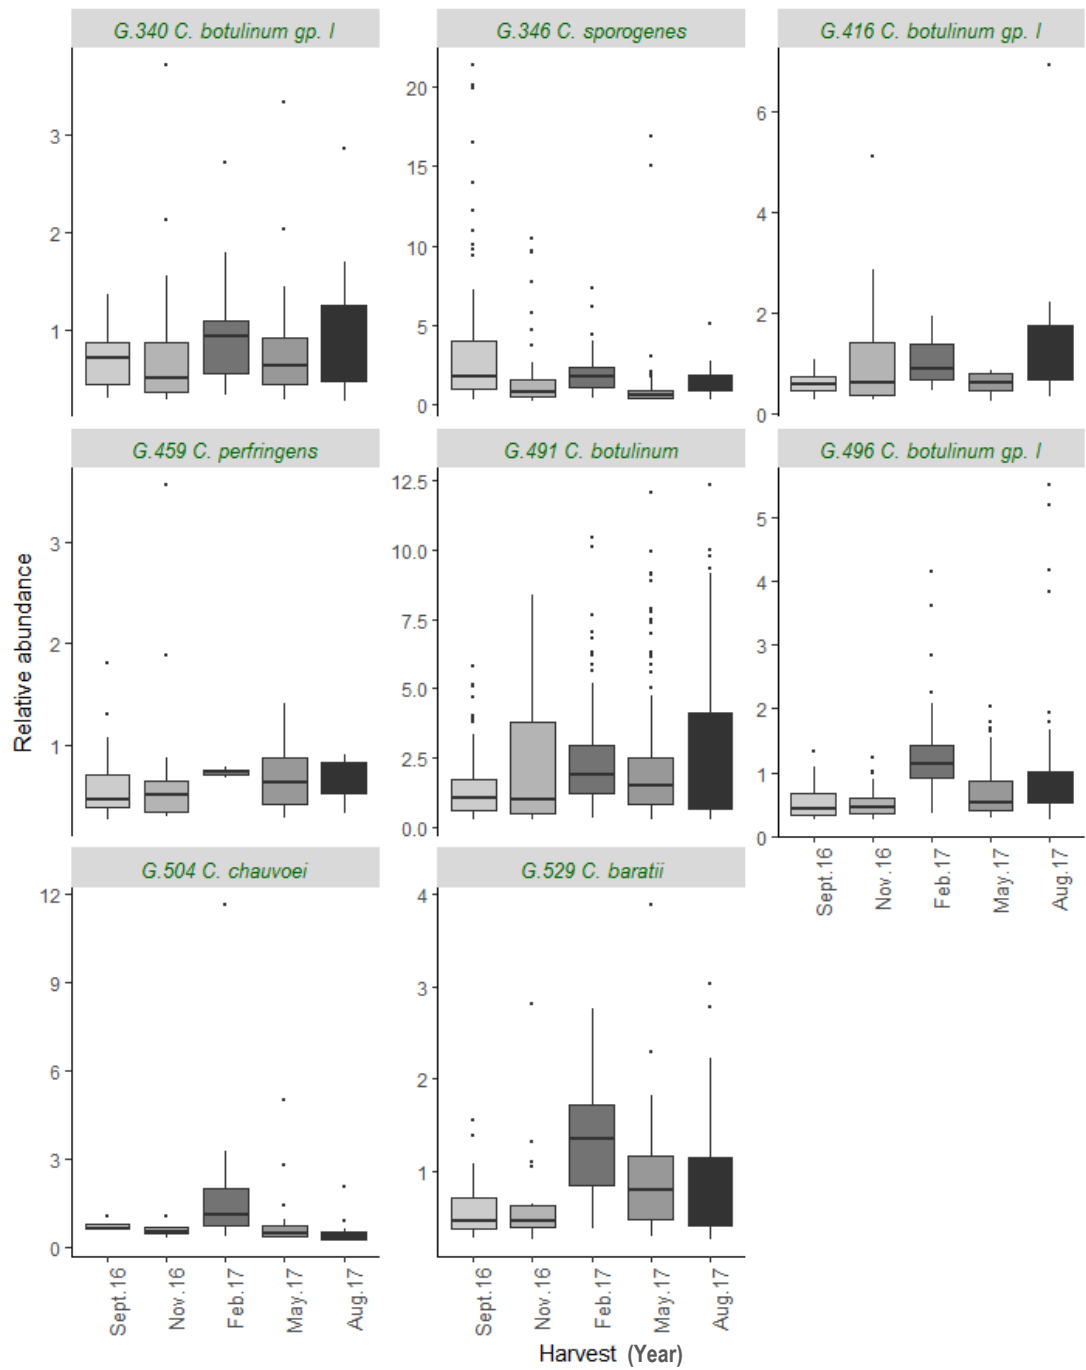 G.340 C. botulinum gp. I
G.346 C. sporogenes
G.416 C. botulinum gp. I
3
2
1
20
15
10
5
0
6
4
2
0
G.459 C. perfringens
G.491 C. botulinum
G.496 C. botulinum gp. I
3
2
1
12.5
10.0
7.5
5.0
2.5
0.0
5
4
3
2
1
0
Relative abundance
Sept.16
Nov.16
Feb.17
May.17
Aug.17
G.504 C. chauvoei
G.529 C. baratii
12
9
6
3
0
4
3
2
1
Sept.16
Nov.16
Feb.17
May.17
Aug.17
Sept.16
Nov.16
Feb.17
May.17
Aug.17
Harvest (Year)